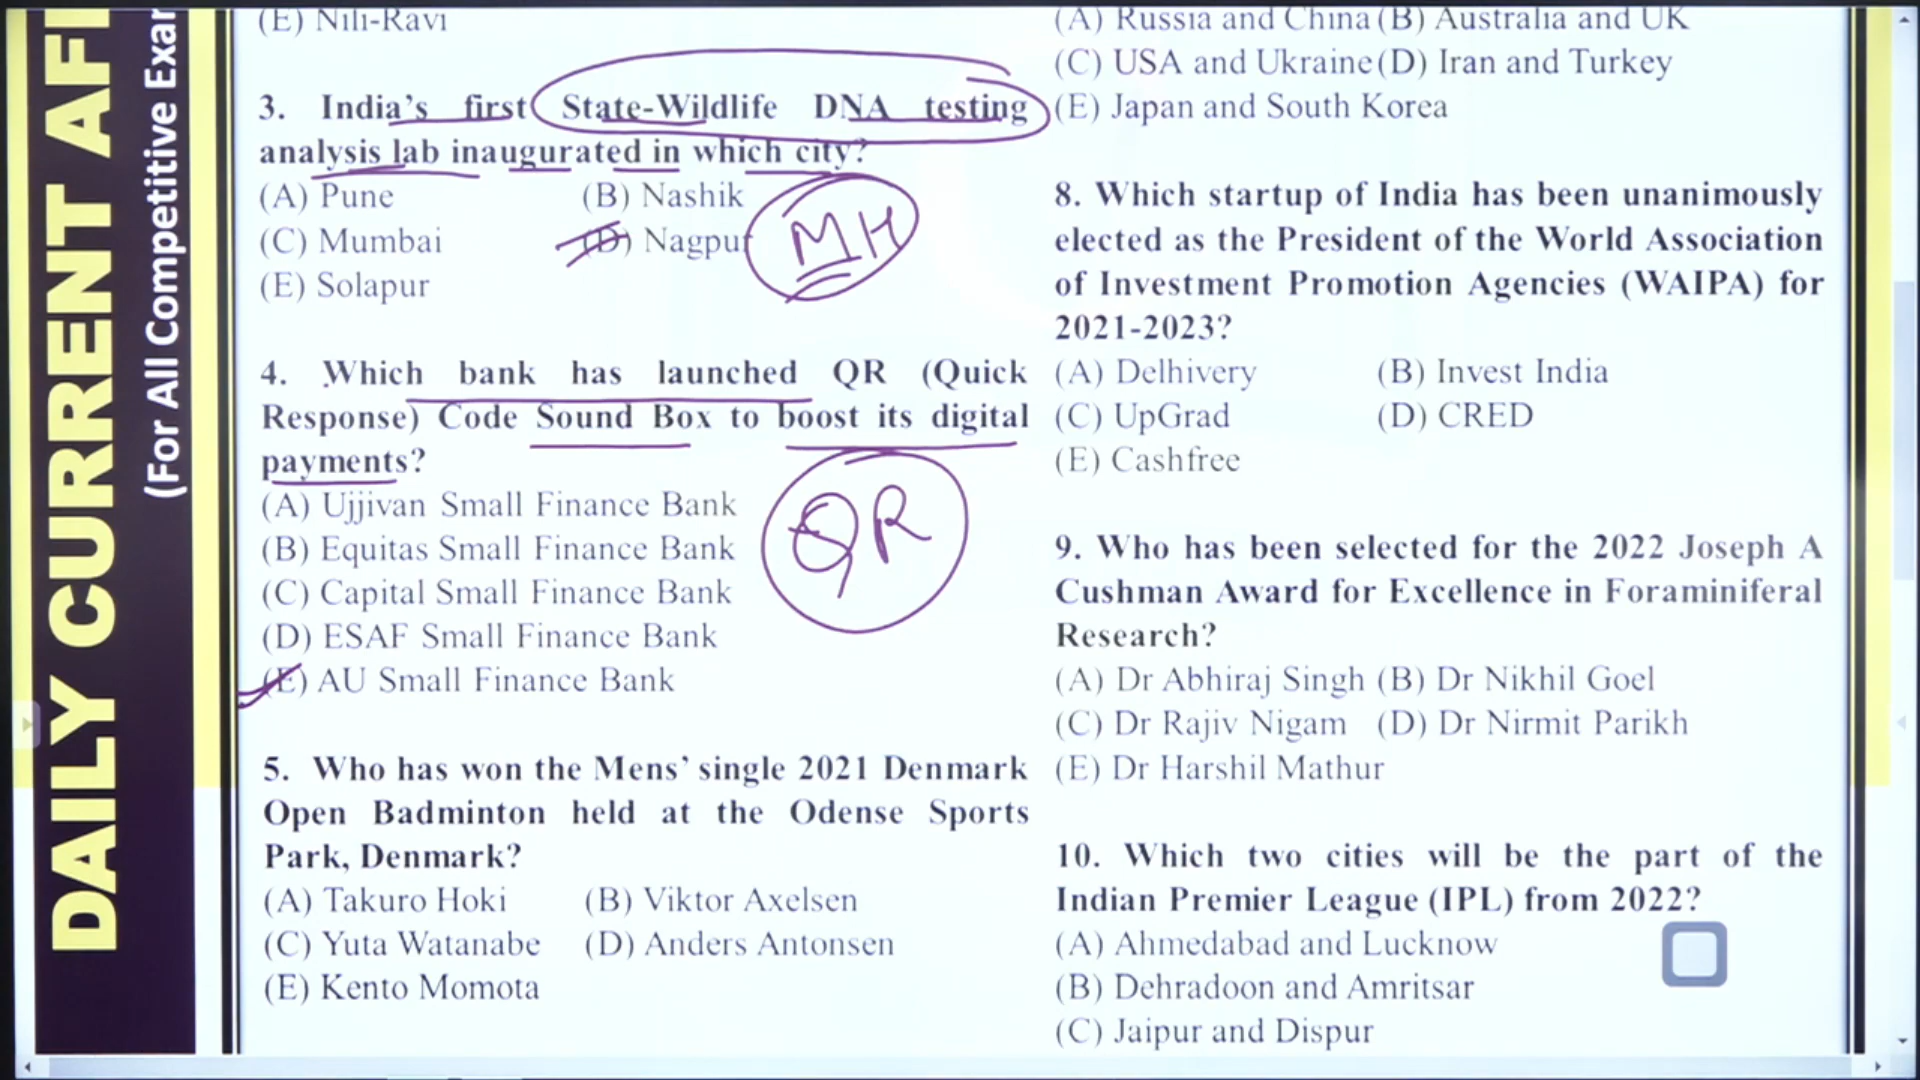 DAILY CURRENT AF
(For All Competitive Exa
(E) Nili-Ravi
3. India's first State-Wildlife DNA testing
analysis lab inaugurated in which city?
(A) Pune (B) Nashik
(C) Mumbai (D) Nagpur
(E) Solapur
MH
4. Which bank has launched QR (Quick
Response) Code Sound Box to boost its digital
payments?
(A) Ujjivan Small Finance Bank
(B) Equitas Small Finance Bank
(C) Capital Small Finance Bank
(D) ESAF Small Finance Bank
(E) AU Small Finance Bank
QR
5. Who has won the Mens' single 2021 Denmark
Open Badminton held at the Odense Sports
Park, Denmark?
(A) Takuro Hoki (B) Viktor Axelsen
(C) Yuta Watanabe (D) Anders Antonsen
(E) Kento Momota
(A) Russia and China (B) Australia and UK
(C) USA and Ukraine (D) Iran and Turkey
(E) Japan and South Korea
8. Which startup of India has been unanimously
elected as the President of the World Association
of Investment Promotion Agencies (WAIPA) for
2021-2023?
(A) Delhivery (B) Invest India
(C) UpGrad (D) CRED
(E) Cashfree
9. Who has been selected for the 2022 Joseph A
Cushman Award for Excellence in Foraminiferal
Research?
(A) Dr Abhiraj Singh (B) Dr Nikhil Goel
(C) Dr Rajiv Nigam (D) Dr Nirmit Parikh
(E) Dr Harshil Mathur
10. Which two cities will be the part of the
Indian Premier League (IPL) from 2022?
(A) Ahmedabad and Lucknow
(B) Dehradoon and Amritsar
(C) Jaipur and Dispur